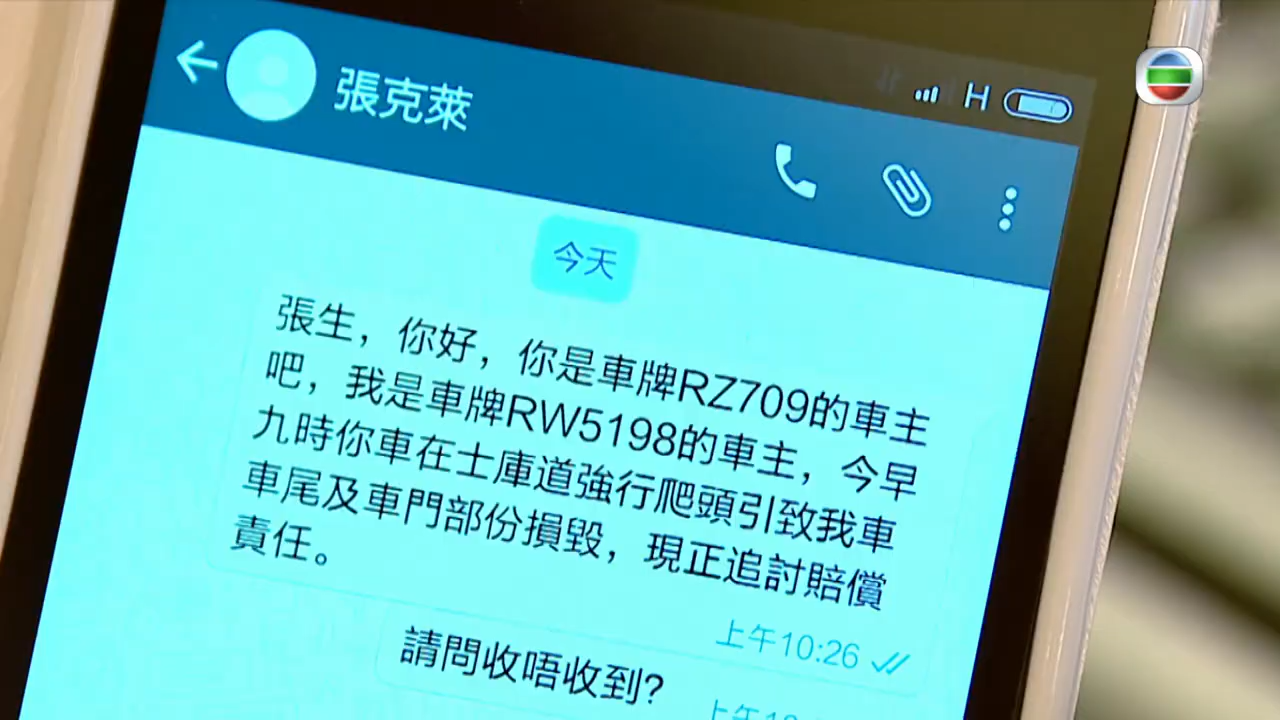 張克萊
H
今天
張生，你好，你是車牌RZ709的車主
吧，我是車牌RW5198的車主，今早
九時你車在士庫道強行爬頭引致我車
車尾及車門部份損毀，現正追討賠償
責任。
上午10:26
請問收唔收到?